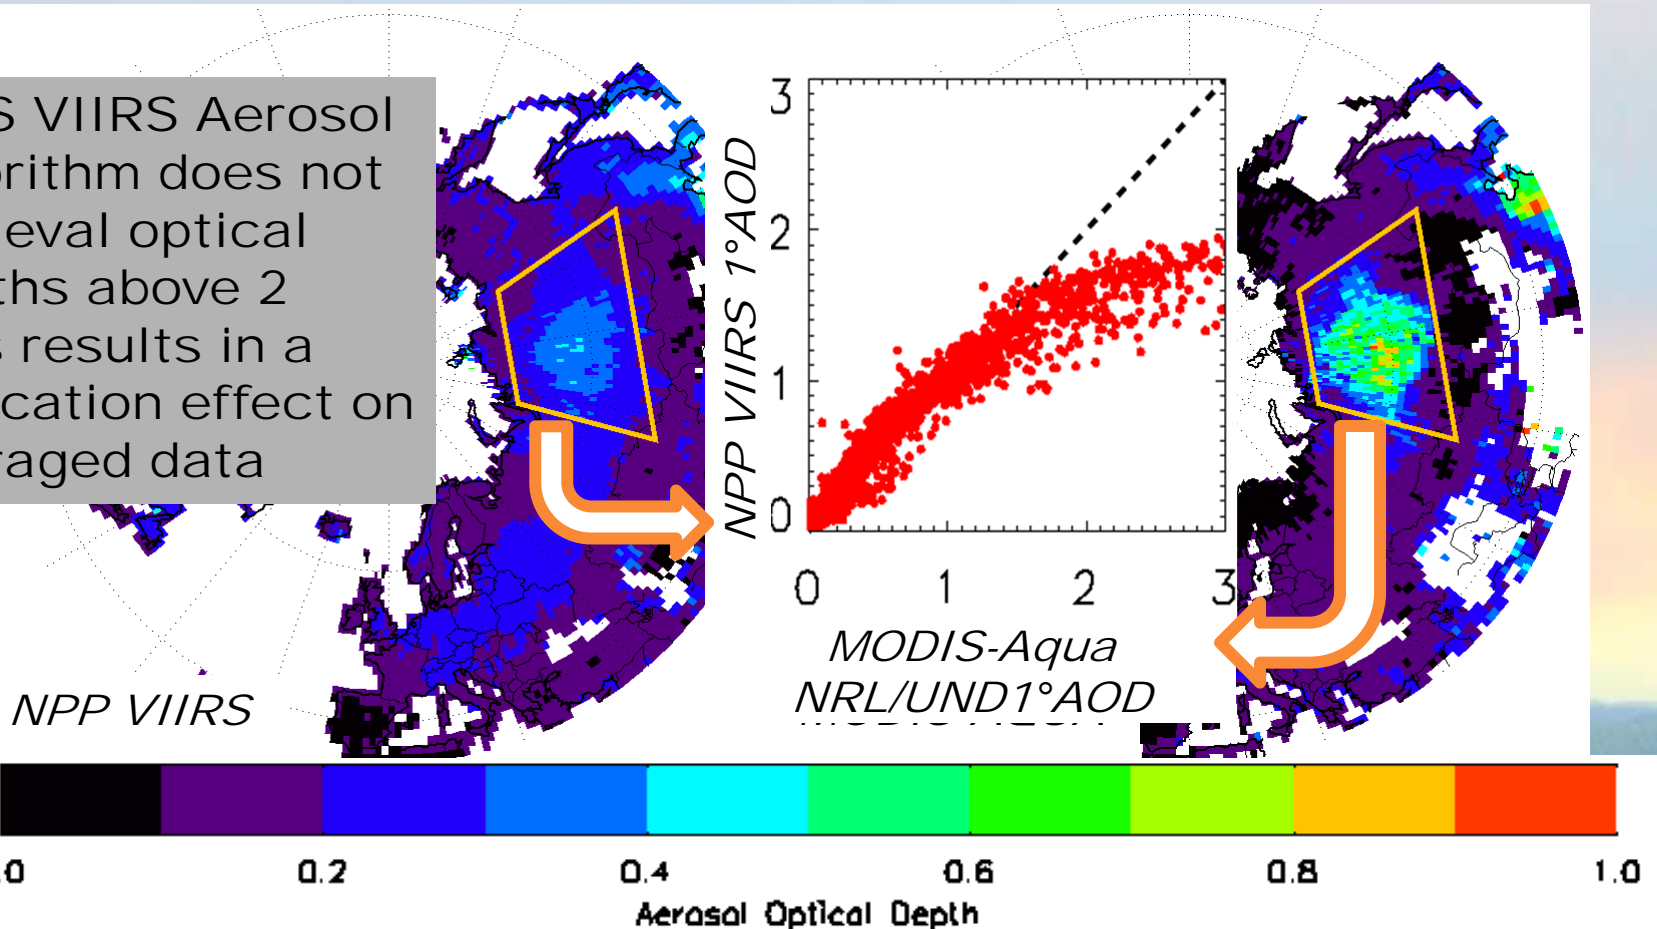 S VIIRS Aerosol
orithm does not
eval optical
ths above 2
s results in a
cation effect on
raged data
NPP VIIRS
NPP VIIRS 1°AOD
3
2
1
0
0 1 2 3
MODIS-Aqua
NRL/UND1°AOD
.0 0.2 0.4 0.6 0.8 1.0
Aerosol Optical Depth